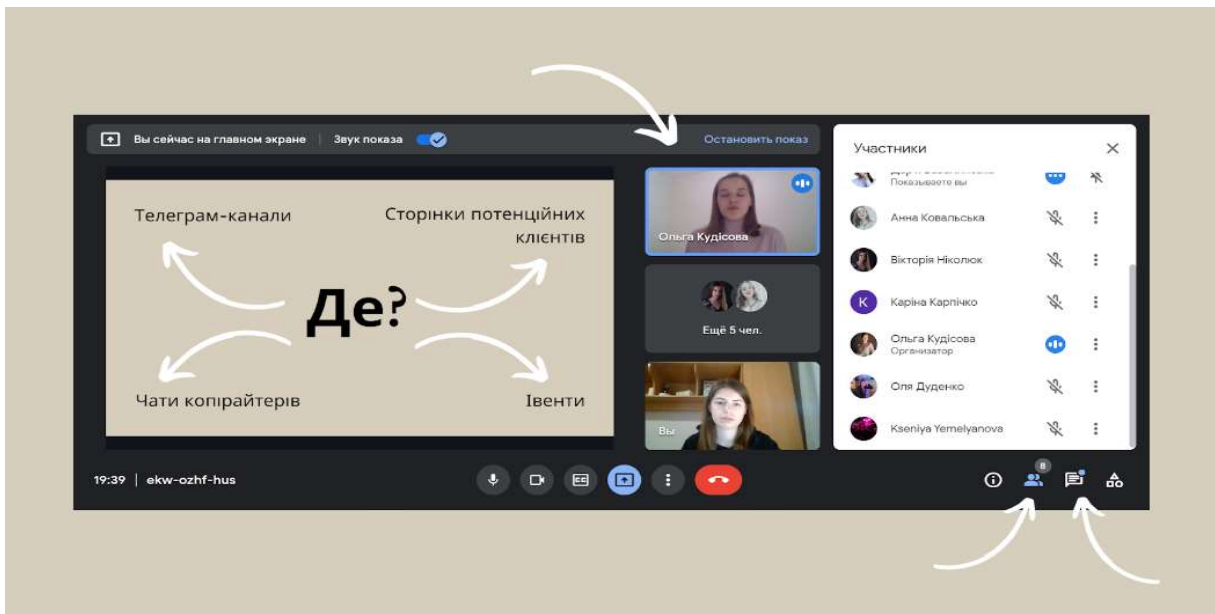 Вы сейчас на главном экране | Звук показа
Остановить показ
Телеграм-канали
Сторінки потенційних
клієнтів
Де?
Чати копірайтерів
Івенти
Ольга Кудісова
Ещё 5 чел.
Вы
Участники
Показываете вы
Анна Ковальська
Вікторія Ніколюк
К
Каріна Карпічко
Ольга Кудісова
Организатор
Оля Дуденко
Kseniya Yemelyanova
19:39 | ekw-ozhf-hus
8